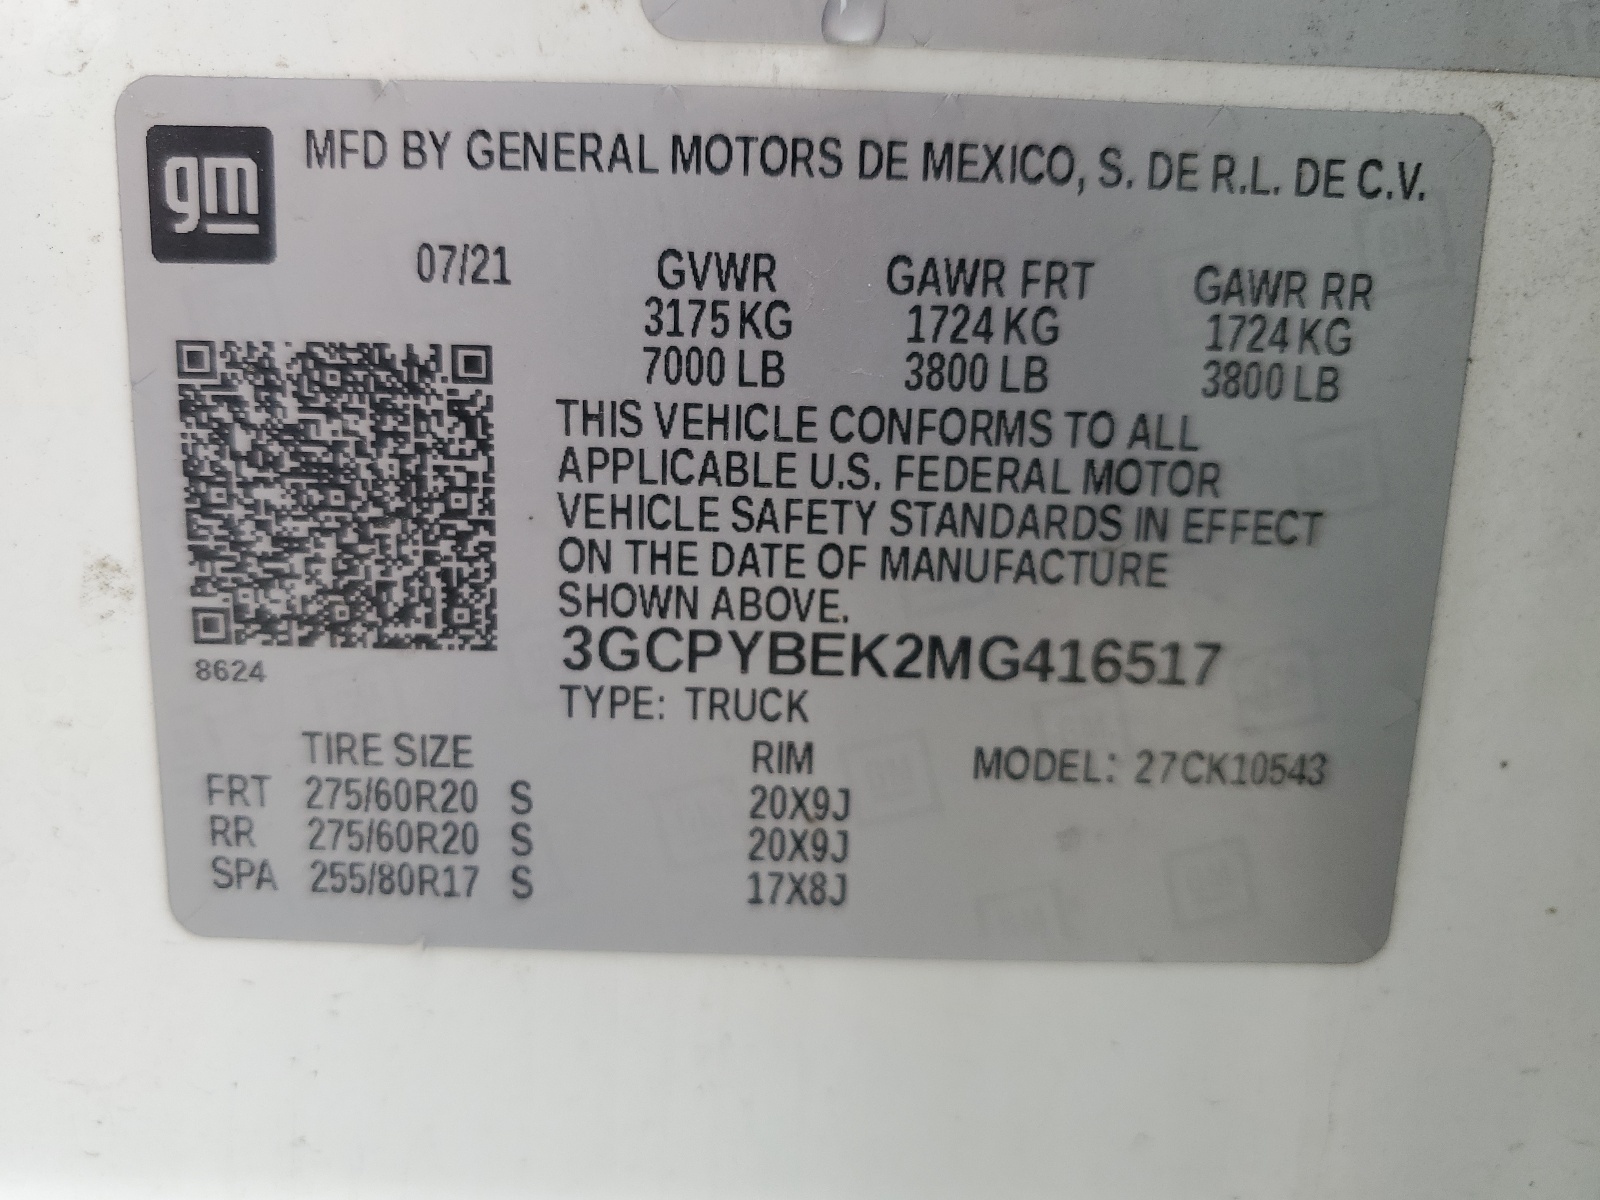 gm
MFD BY GENERAL MOTORS DE MEXICO, S. DE R.L. DE C.V.
07/21 GVWR GAWR FRT GAWR RR
3175 KG 1724 KG 1724 KG
7000 LB 3800 LB 3800 LB
THIS VEHICLE CONFORMS TO ALL
APPLICABLE U.S. FEDERAL MOTOR
VEHICLE SAFETY STANDARDS IN EFFECT
ON THE DATE OF MANUFACTURE
SHOWN ABOVE.
3GCPYBEK2MG416517
8624
TYPE: TRUCK
TIRE SIZE RIM MODEL: 27CK10543
FRT 275/60R20 S 20X9J
RR 275/60R20 S 20X9J
SPA 255/80R17 S 17X8J